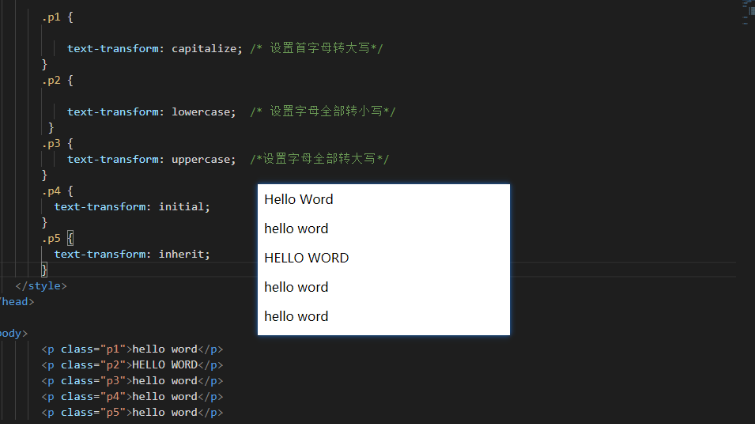 .p1 {
text-transform: capitalize; /* 设置首字母转大写*/
}
.p2 {
text-transform: lowercase;  /* 设置字母全部转小写*/
}
.p3 {
text-transform: uppercase;  /*设置字母全部转大写*/
}
.p4 {
text-transform: initial;
}
.p5 {
text-transform: inherit;
}
</style>
/head>
body>
<p class="p1">hello word</p>
<p class="p2">HELLO WORD</p>
<p class="p3">hello word</p>
<p class="p4">hello word</p>
<p class="p5">hello word</p>
Hello Word
hello word
HELLO WORD
hello word
hello word